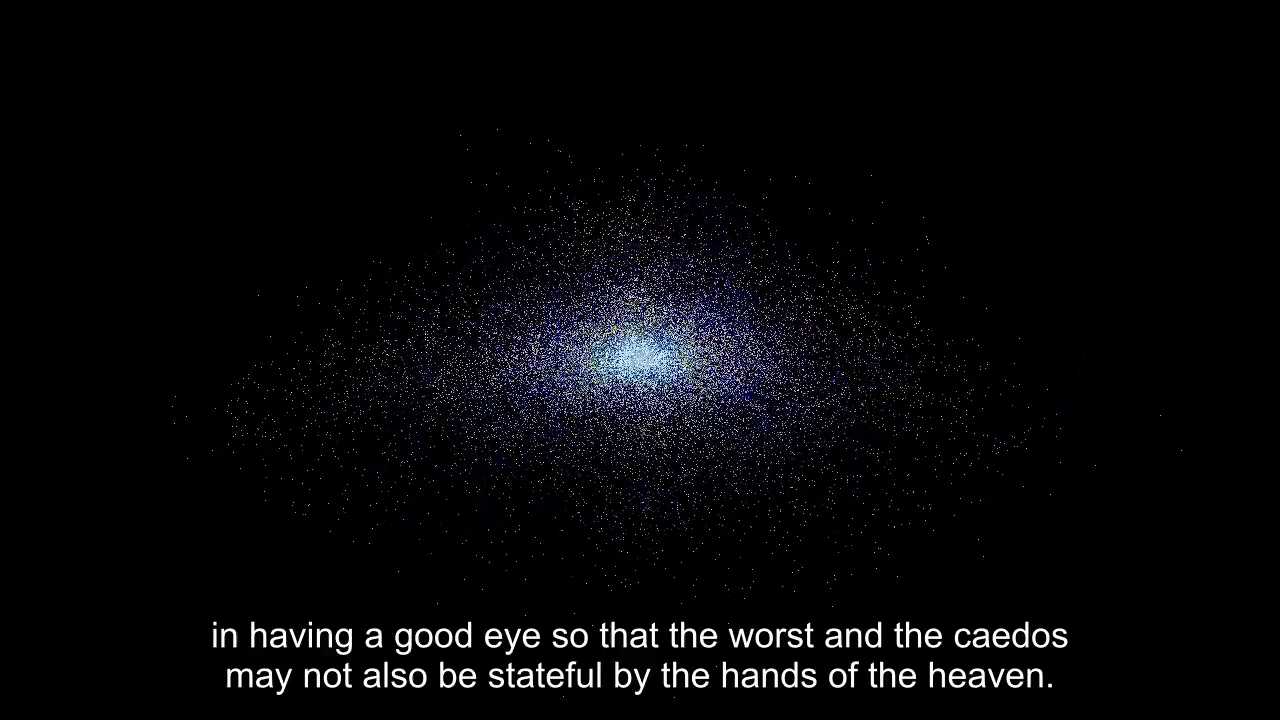 in having a good eye so that the worst and the caedos
may not also be stateful by the hands of the heaven.